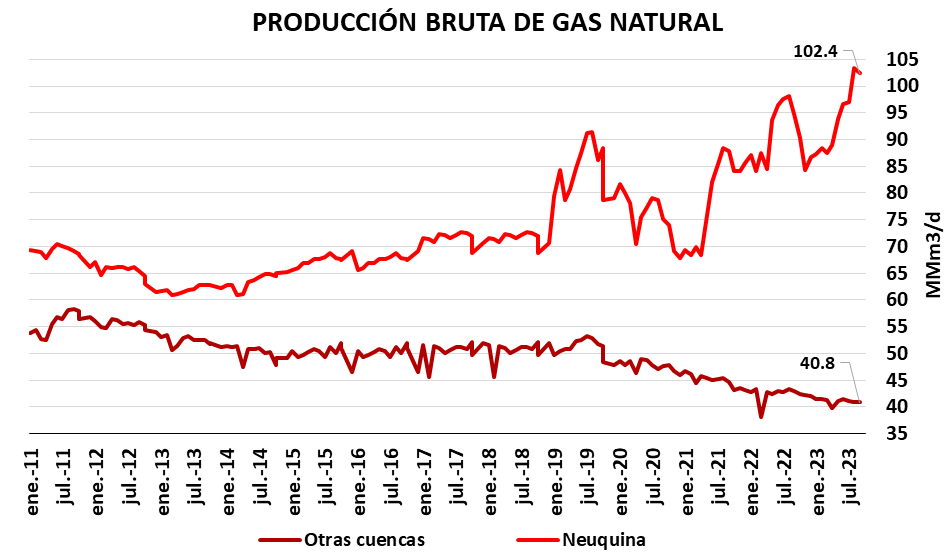 PRODUCCIÓN BRUTA DE GAS NATURAL
102.4
105
100
95
90
85
80
75
70
65
60
55
50
45
40
35
MMm3/d
40.8
ene.-11
jul.-11
ene.-12
jul.-12
ene.-13
jul.-13
ene.-14
jul.-14
ene.-15
jul.-15
ene.-16
jul.-16
ene.-17
jul.-17
ene.-18
jul.-18
ene.-19
jul.-19
ene.-20
jul.-20
ene.-21
jul.-21
ene.-22
jul.-22
ene.-23
jul.-23
Otras cuencas
Neuquina